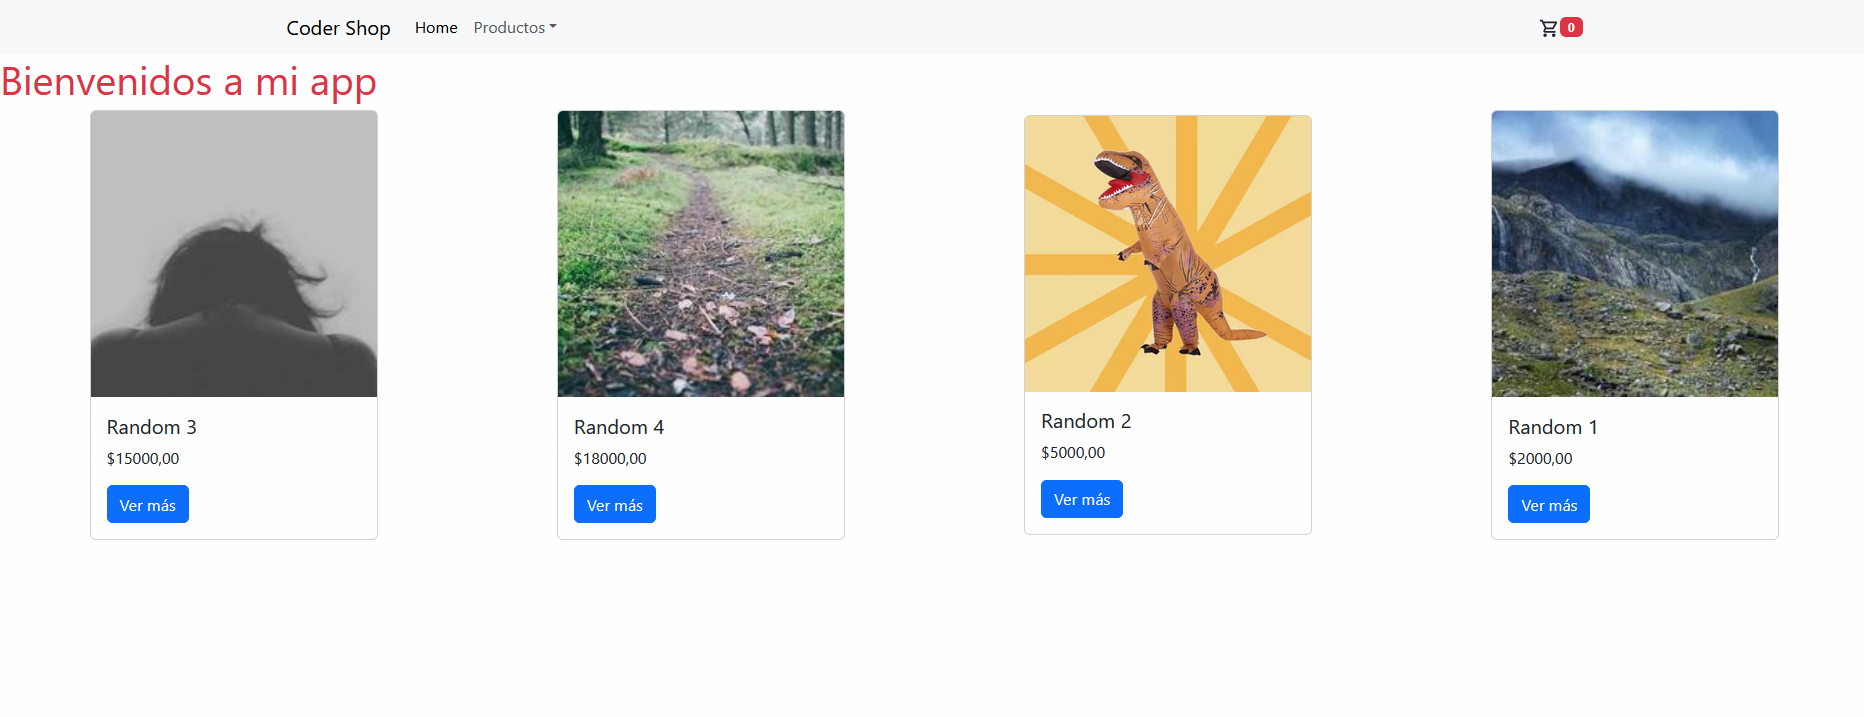 Coder Shop Home Productos 0
Bienvenidos a mi app
Random 3
$15000,00
Ver más
Random 4
$18000,00
Ver más
Random 2
$5000,00
Ver más
Random 1
$2000,00
Ver más